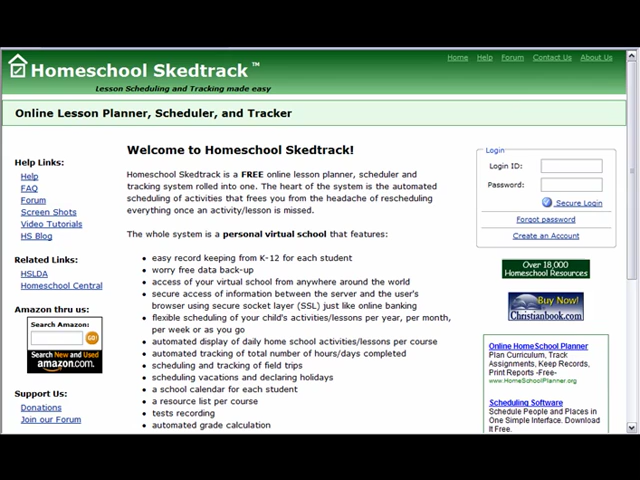 Home Help Forum Contact Us About Us
Homeschool Skedtrack ™
Lesson Scheduling and Tracking made easy
Online Lesson Planner, Scheduler, and Tracker
Help Links:
Help
FAQ
Forum
Screen Shots
Video Tutorials
HS Blog
Related Links:
HSLDA
Homeschool Central
Amazon thru us:
Search Amazon:
GO!
Search New and Used
amazon.com.
Support Us:
Donations
Join our Forum
Welcome to Homeschool Skedtrack!
Homeschool Skedtrack is a FREE online lesson planner, scheduler and
tracking system rolled into one. The heart of the system is the automated
scheduling of activities that frees you from the headache of rescheduling
everything once an activity/lesson is missed.
The whole system is a personal virtual school that features:
• easy record keeping from K-12 for each student
• worry free data back-up
• access of your virtual school from anywhere around the world
• secure access of information between the server and the user's
browser using secure socket layer (SSL) just like online banking
• flexible scheduling of your child's activities/lessons per year, per month,
per week or as you go
• automated display of daily home school activities/lessons per course
• automated tracking of total number of hours/days completed
• scheduling and tracking of field trips
• scheduling vacations and declaring holidays
• a school calendar for each student
• a resource list per course
• tests recording
• automated grade calculation
Login
Login ID:
Password:
Secure Login
Forgot password
Create an Account
Over 18,000
Homeschool Resources
Buy Now!
Christianbook.com
Online HomeSchool Planner
Plan Curriculum, Track
Assignments, Keep Records,
Print Reports -Free-
www.HomeSchoolPlanner.org
Scheduling Software
Schedule People and Places in
One Simple Interface. Download
It Free.